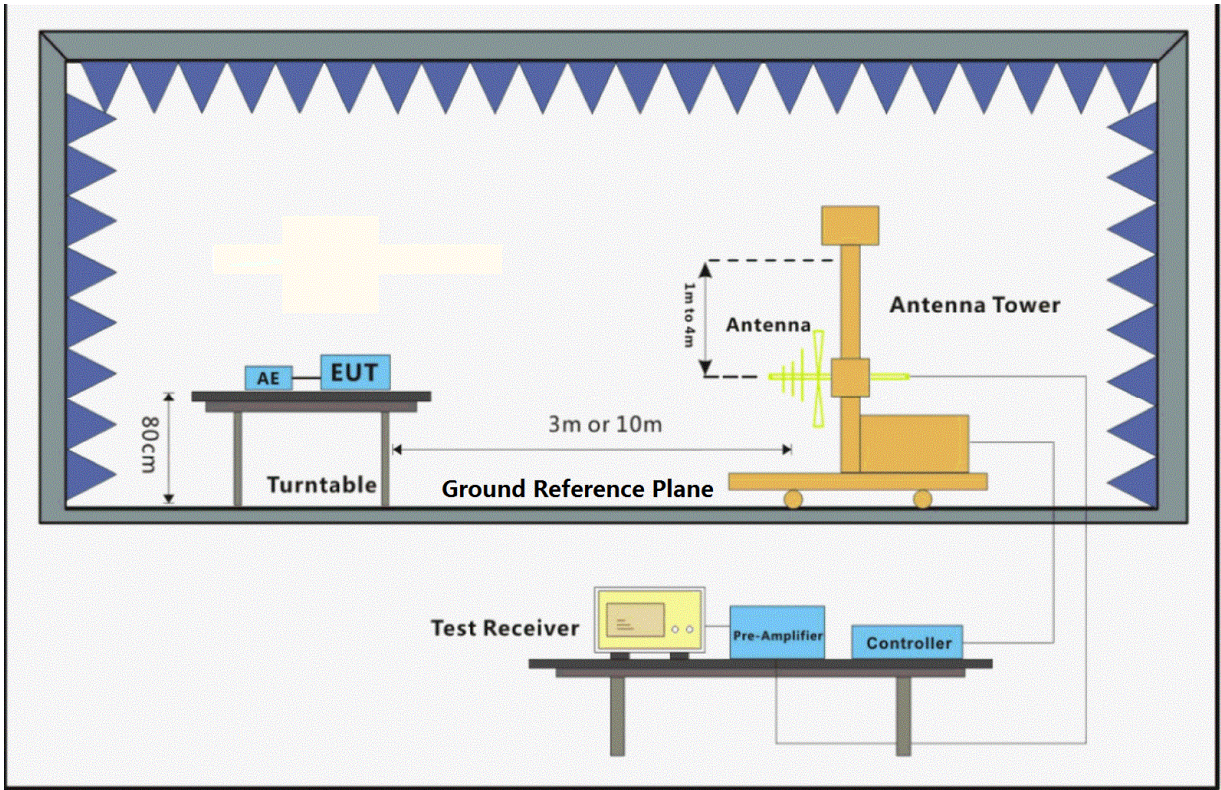 Antenna Tower
1m to 4m
Antenna
AE
EUT
80cm
3m or 10m
Turntable
Ground Reference Plane
Test Receiver
Pre-Amplifier
Controller